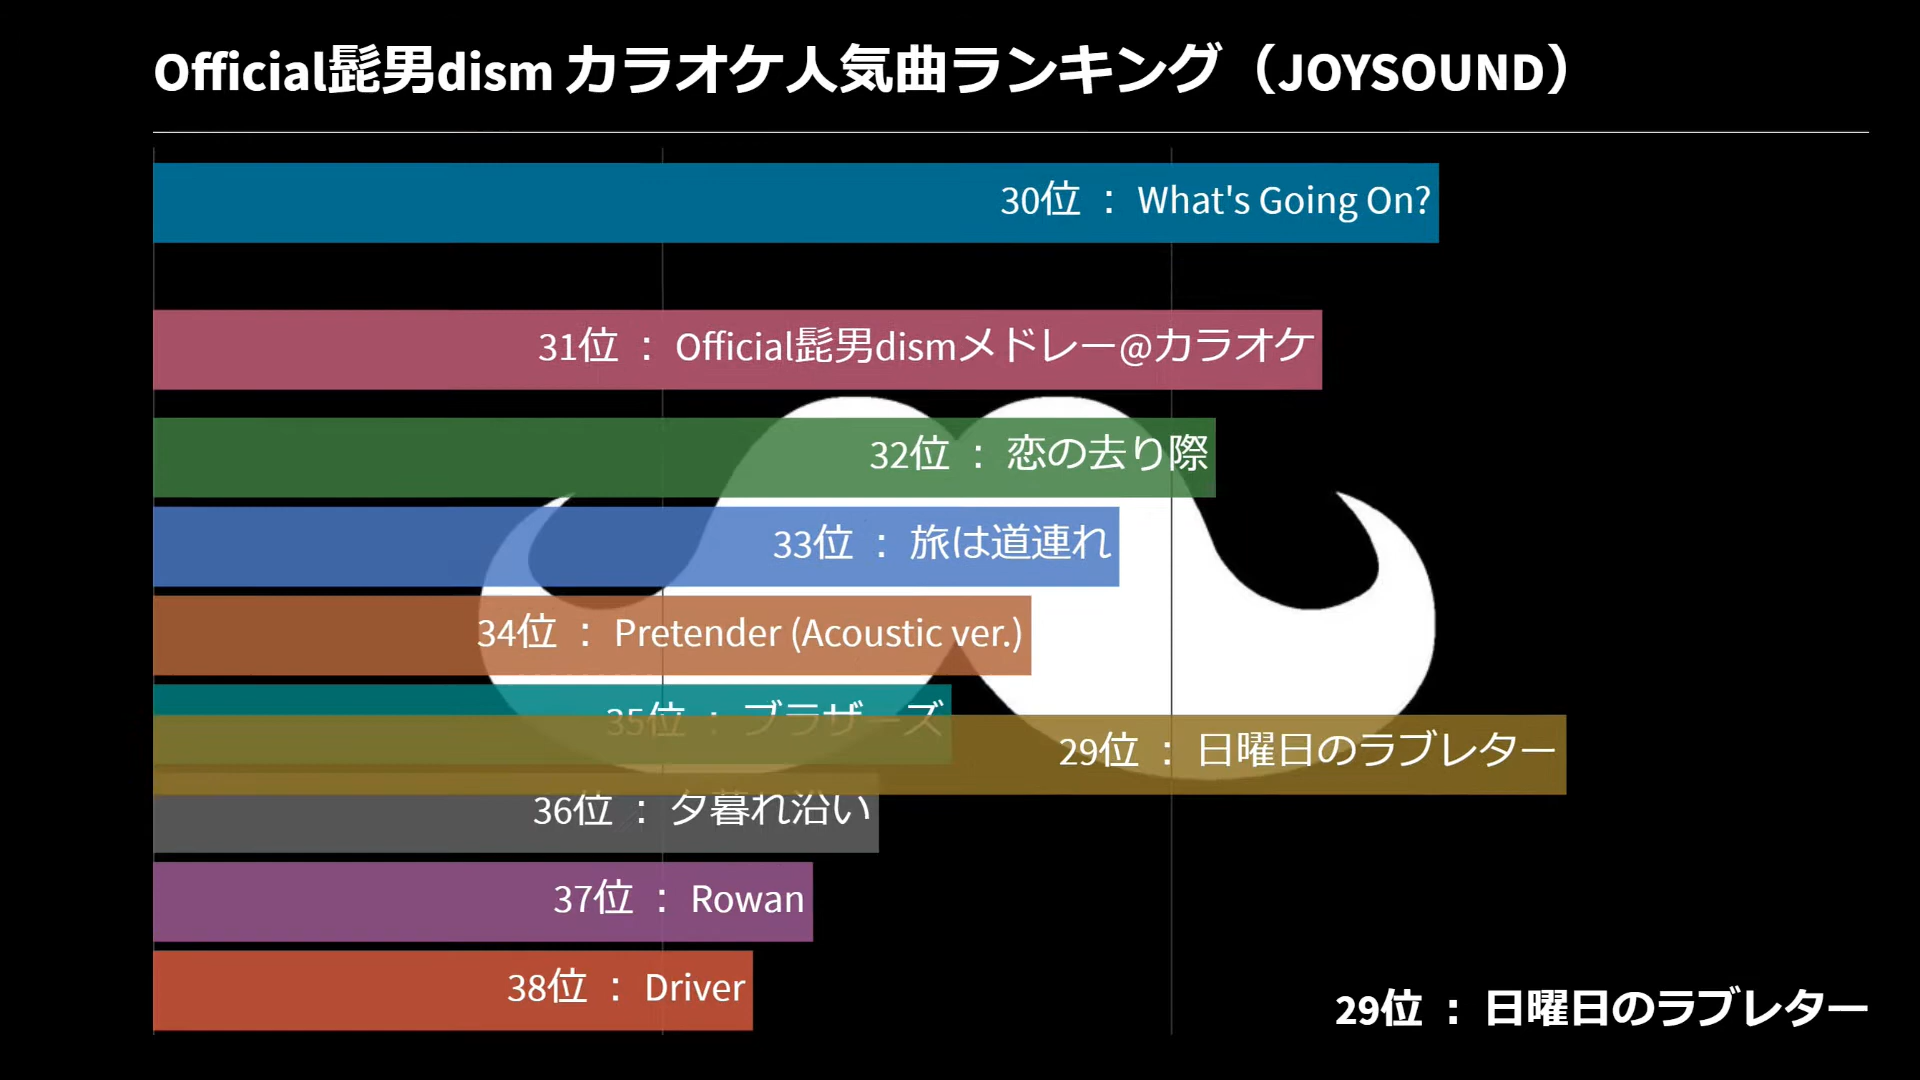 Official髭男dism カラオケ人気曲ランキング（JOYSOUND）
30位 ： What's Going On?
31位 ： Official髭男dismメドレー@カラオケ
32位 ： 恋の去り際
33位 ： 旅は道連れ
34位 ： Pretender (Acoustic ver.)
35位 ： ブラザーズ
29位 ： 日曜日のラブレター
36位 ： 夕暮れ沿い
37位 ： Rowan
38位 ： Driver
29位 ： 日曜日のラブレター